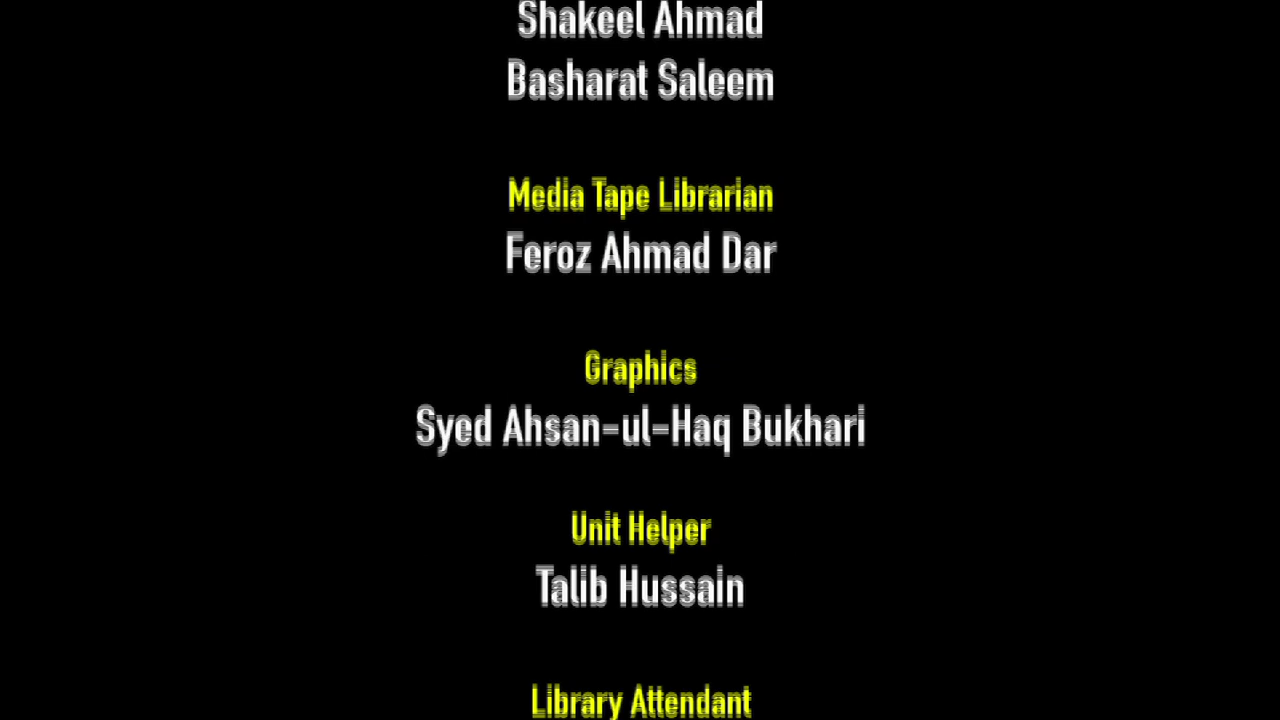 Shakeel Ahmad
Basharat Saleem
Media Tape Librarian
Feroz Ahmad Dar
Graphics
Syed Ahsan-ul-Haq Bukhari
Unit Helper
Talib Hussain
Library Attendant